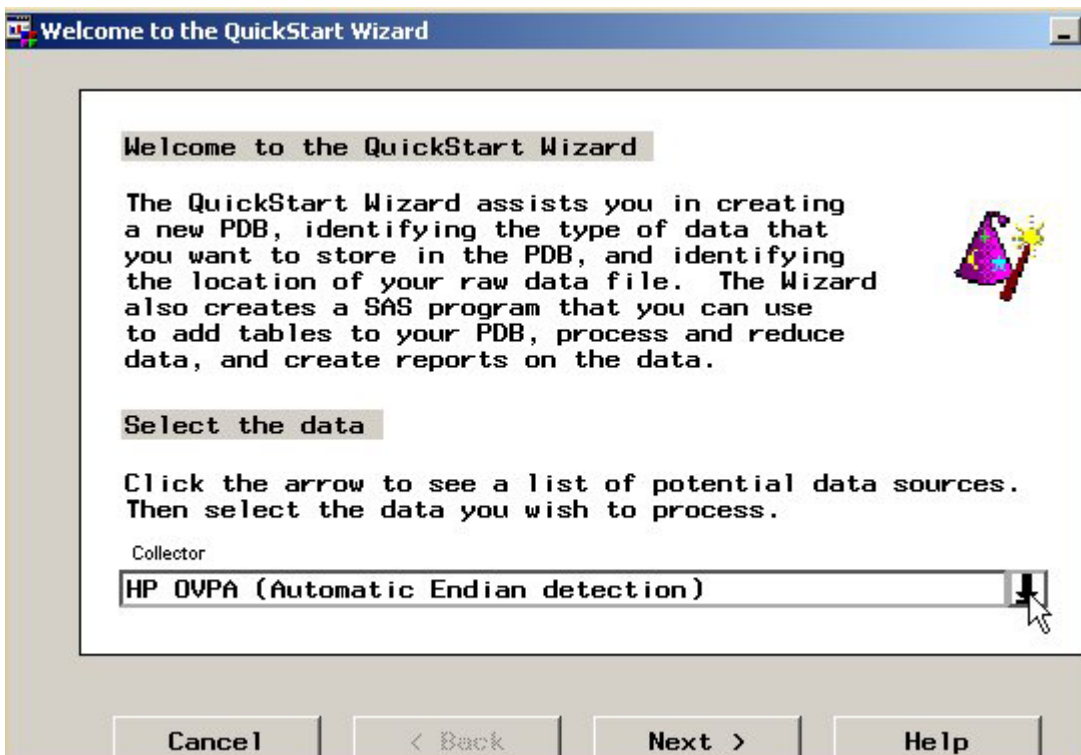 Welcome to the QuickStart Wizard
Welcome to the QuickStart Wizard
The QuickStart Wizard assists you in creating
a new PDB, identifying the type of data that
you want to store in the PDB, and identifying
the location of your raw data file.  The Wizard
also creates a SAS program that you can use
to add tables to your PDB, process and reduce
data, and create reports on the data.
Select the data
Click the arrow to see a list of potential data sources.
Then select the data you wish to process.
Collector
HP OVPA (Automatic Endian detection)
Cancel
< Back
Next >
Help